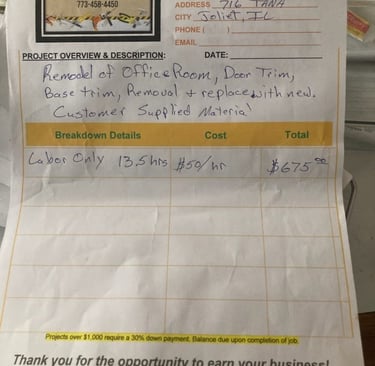 773-458-4450
ADDRESS 716 TANA
CITY Joliet, IL
PHONE ( )
EMAIL
PROJECT OVERVIEW & DESCRIPTION: DATE:
Remodel of Office Room, Door Trim,
Base trim, Removal + replace with new.
Customer Supplied Material
Breakdown Details Cost Total
Labor Only 13.5 hrs $50/hr $675.00
Projects over $1,000 require a 30% down payment. Balance due upon completion of job.
Thank you for the opportunity to earn your business!